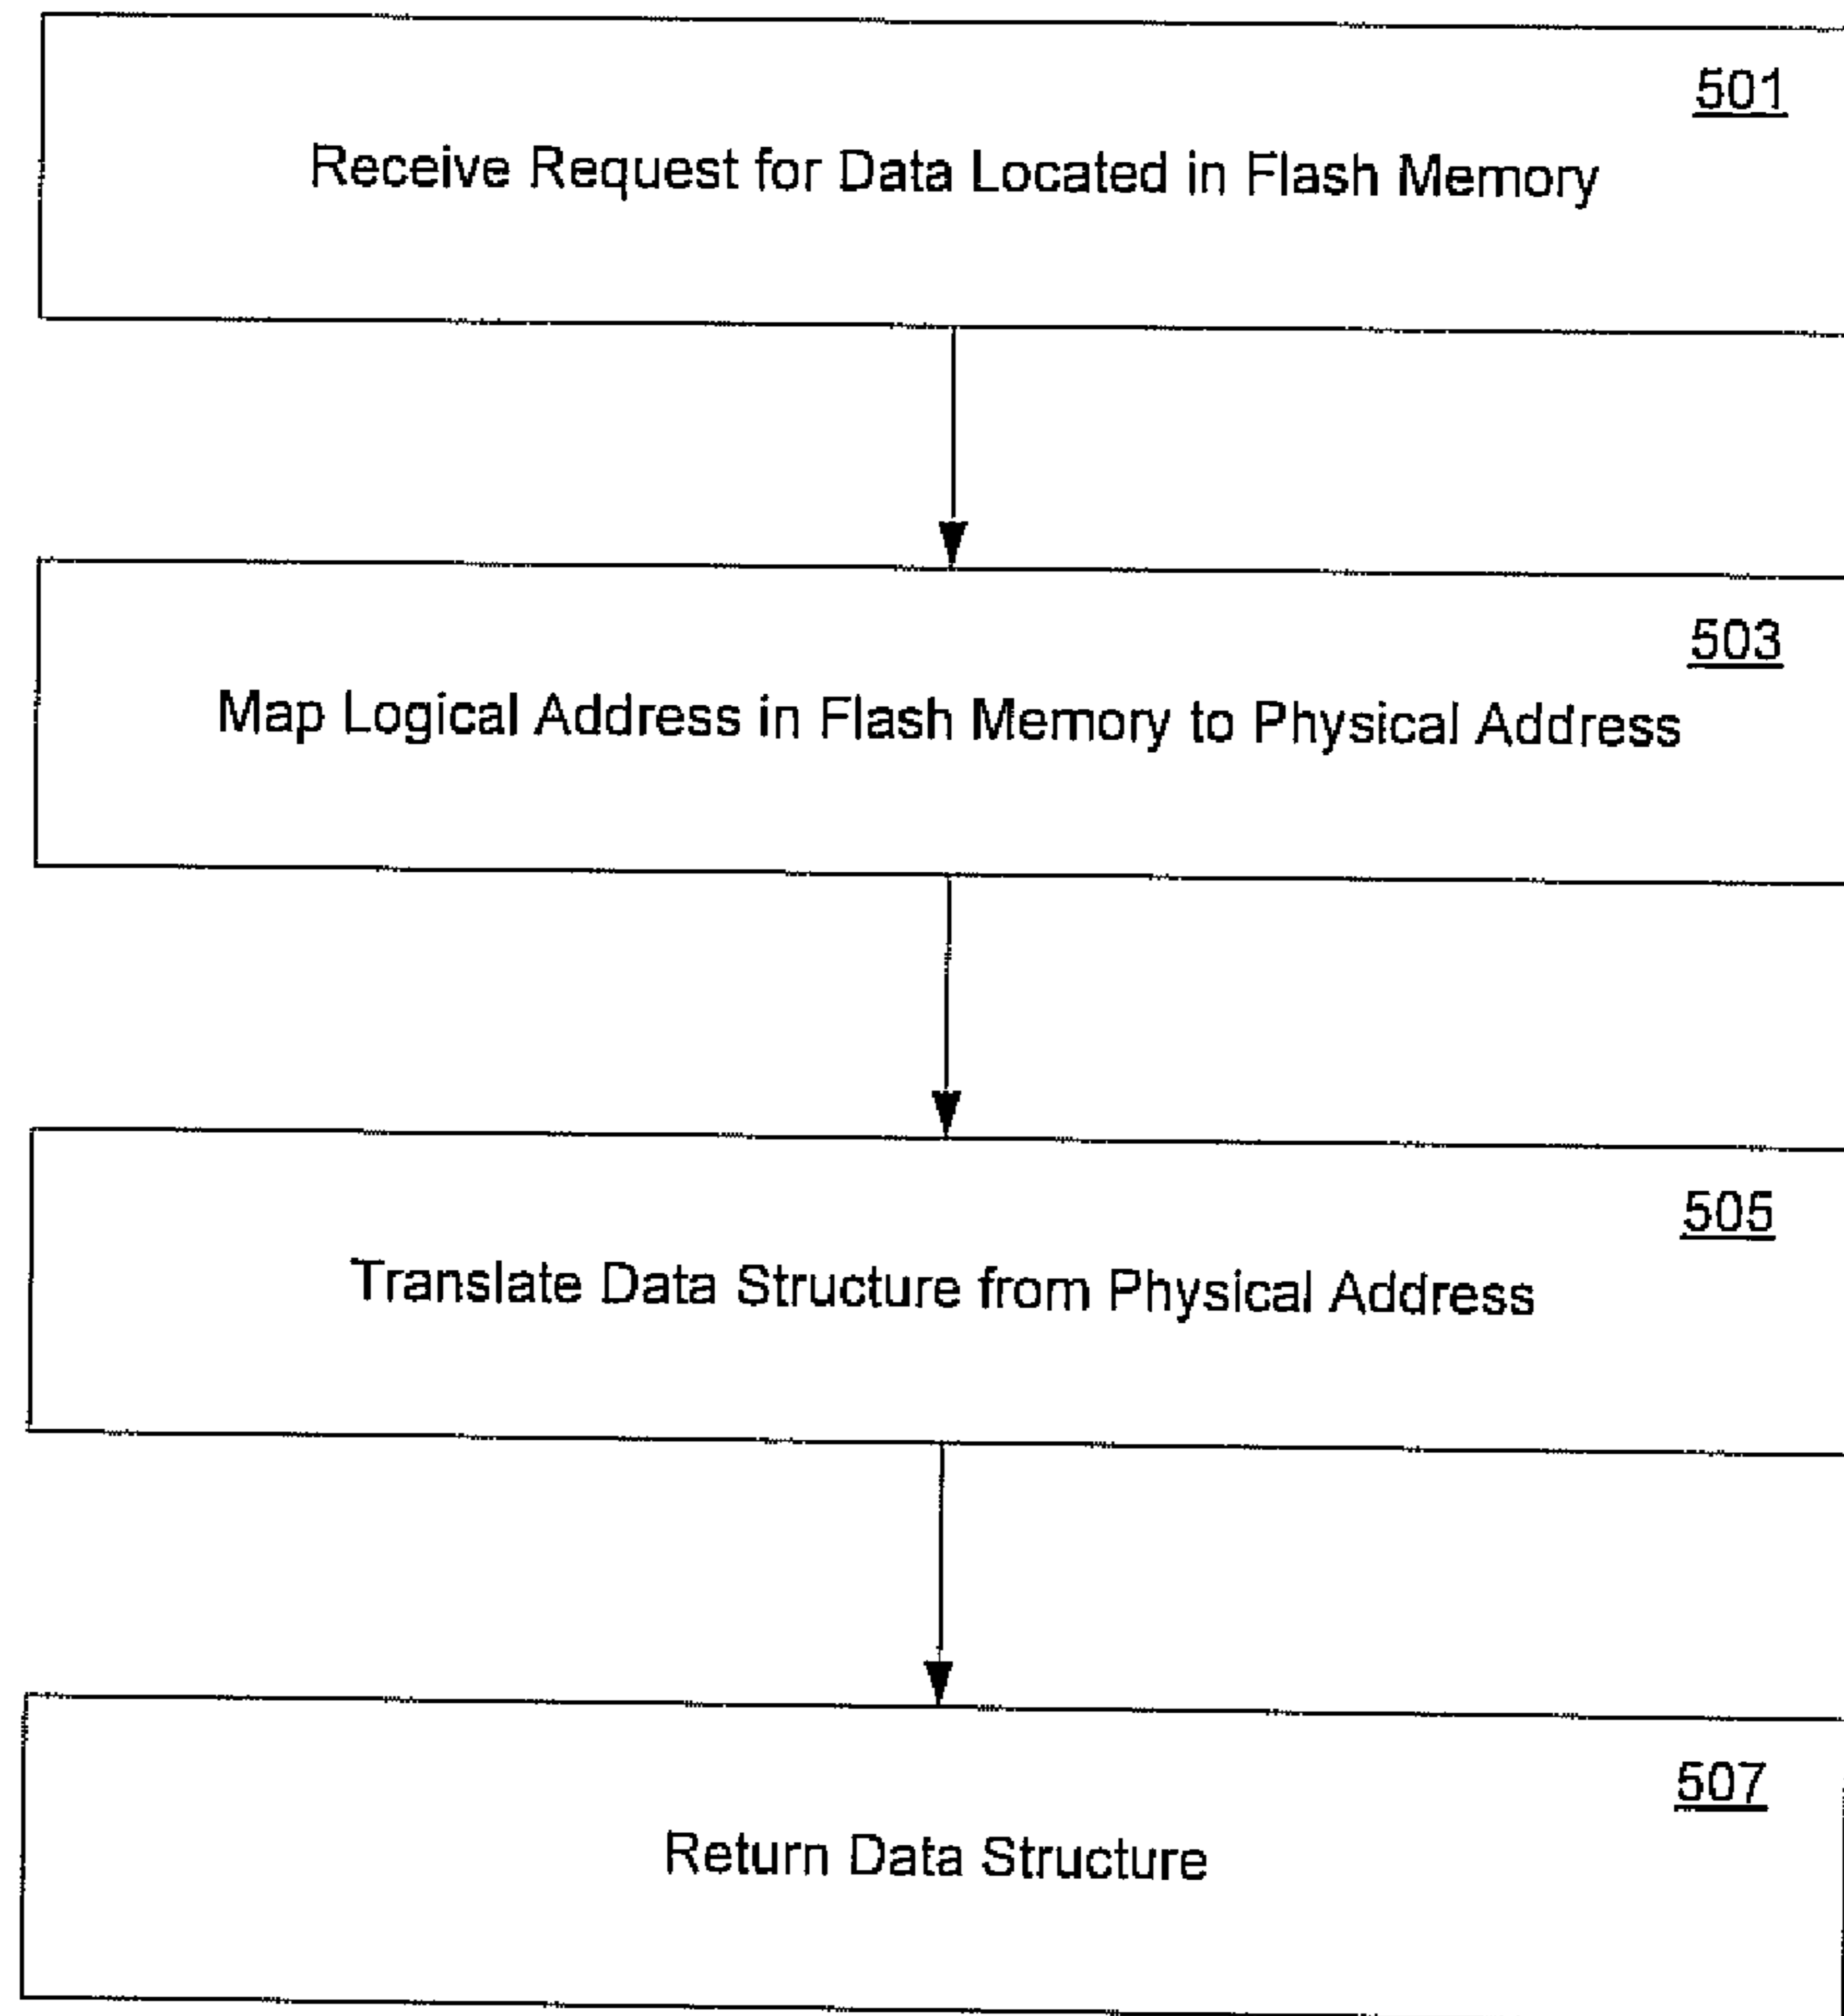 501
Receive Request for Data Located in Flash Memory
503
Map Logical Address in Flash Memory to Physical Address
505
Translate Data Structure from Physical Address
507
Return Data Structure